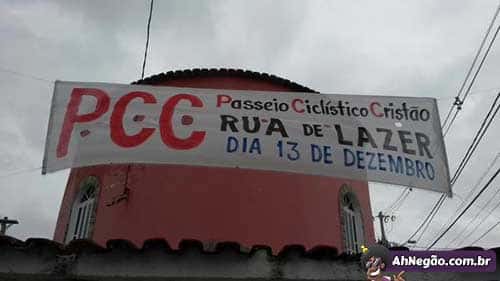 PCC
Passeio Ciclístico Cristão
RUA DE LAZER
DIA 13 DE DEZEMBRO
AhNegão.com.br